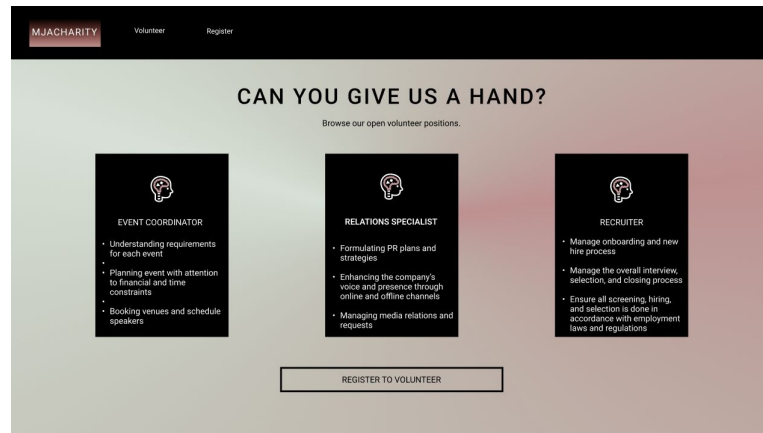 MJACHARITY
Volunteer
Register
CAN YOU GIVE US A HAND?
Browse our open volunteer positions.
EVENT COORDINATOR
• Understanding requirements
for each event
•
• Planning event with attention
to financial and time
constraints
•
• Booking venues and schedule
speakers
RELATIONS SPECIALIST
• Formulating PR plans and
strategies
• Enhancing the company's
voice and presence through
online and offline channels
• Managing media relations and
requests
RECRUITER
• Manage onboarding and new
hire process
• Manage the overall interview,
selection, and closing process
• Ensure all screening, hiring,
and selection is done in
accordance with employment
laws and regulations
REGISTER TO VOLUNTEER